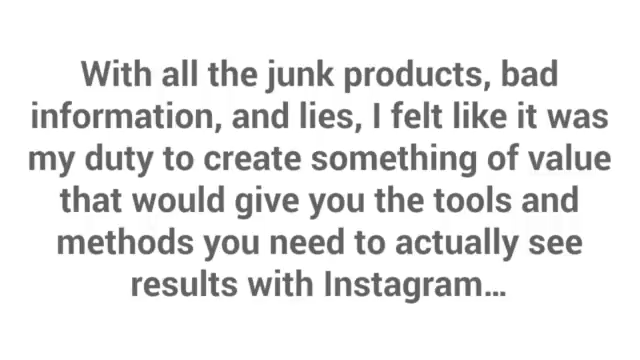 With all the junk products, bad
information, and lies, I felt like it was
my duty to create something of value
that would give you the tools and
methods you need to actually see
results with Instagram...